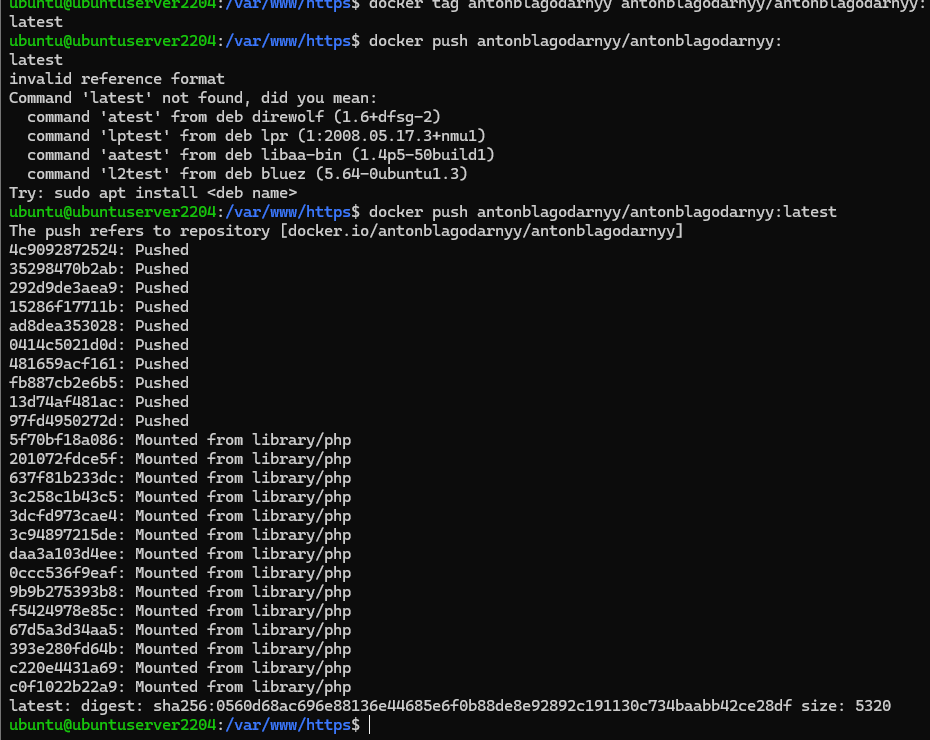 ubuntu@ubuntuserver2204:/var/www/https$ docker tag antonblagodarnyy antonblagodarnyy/antonblagodarnyy:
latest
ubuntu@ubuntuserver2204:/var/www/https$ docker push antonblagodarnyy/antonblagodarnyy:
latest
invalid reference format
Command 'latest' not found, did you mean:
  command 'atest' from deb direwolf (1.6+dfsg-2)
  command 'lptest' from deb lpr (1:2008.05.17.3+nmu1)
  command 'aatest' from deb libaa-bin (1.4p5-50build1)
  command 'l2test' from deb bluez (5.64-0ubuntu1.3)
Try: sudo apt install <deb name>
ubuntu@ubuntuserver2204:/var/www/https$ docker push antonblagodarnyy/antonblagodarnyy:latest
The push refers to repository [docker.io/antonblagodarnyy/antonblagodarnyy]
4c9092872524: Pushed
35298470b2ab: Pushed
292d9de3aea9: Pushed
15286f17711b: Pushed
ad8dea353028: Pushed
0414c5021d0d: Pushed
481659acf161: Pushed
fb887cb2e6b5: Pushed
13d74af481ac: Pushed
97fd4950272d: Pushed
5f70bf18a086: Mounted from library/php
201072fdce5f: Mounted from library/php
637f81b233dc: Mounted from library/php
3c258c1b43c5: Mounted from library/php
3dcfd973cae4: Mounted from library/php
3c94897215de: Mounted from library/php
daa3a103d4ee: Mounted from library/php
0ccc536f9eaf: Mounted from library/php
9b9b275393b8: Mounted from library/php
f5424978e85c: Mounted from library/php
67d5a3d34aa5: Mounted from library/php
393e280fd64b: Mounted from library/php
c220e4431a69: Mounted from library/php
c0f1022b22a9: Mounted from library/php
latest: digest: sha256:0560d68ac696e88136e44685e6f0b88de8e92892c191130c734baabb42ce28df size: 5320
ubuntu@ubuntuserver2204:/var/www/https$